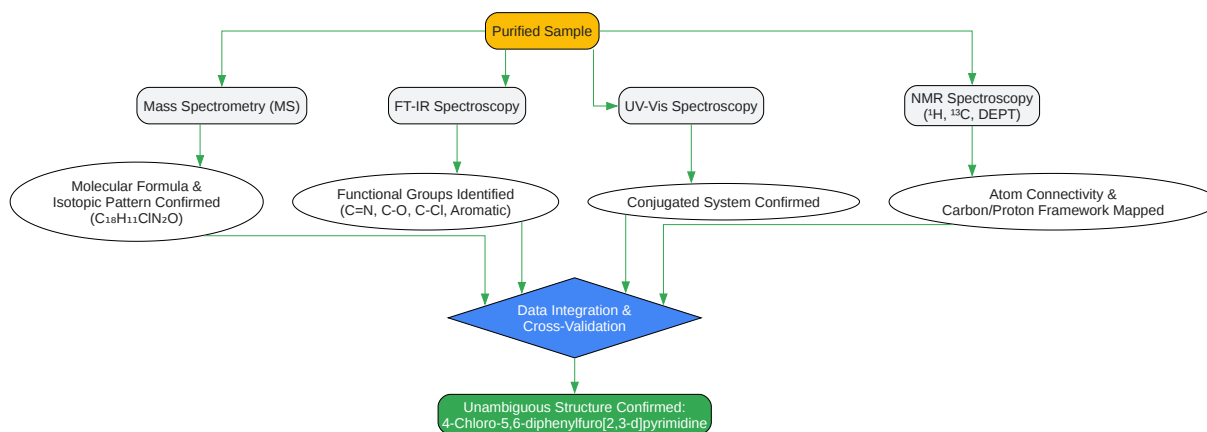 Purified Sample
Mass Spectrometry (MS)
FT-IR Spectroscopy
UV-Vis Spectroscopy
NMR Spectroscopy
(¹H, ¹³C, DEPT)
Molecular Formula &
Isotopic Pattern Confirmed
(C₁₈H₁₁ClN₂O)
Functional Groups Identified
(C=N, C-O, C-Cl, Aromatic)
Conjugated System Confirmed
Atom Connectivity &
Carbon/Proton Framework Mapped
Data Integration &
Cross-Validation
Unambiguous Structure Confirmed:
4-Chloro-5,6-diphenylfuro[2,3-d]pyrimidine